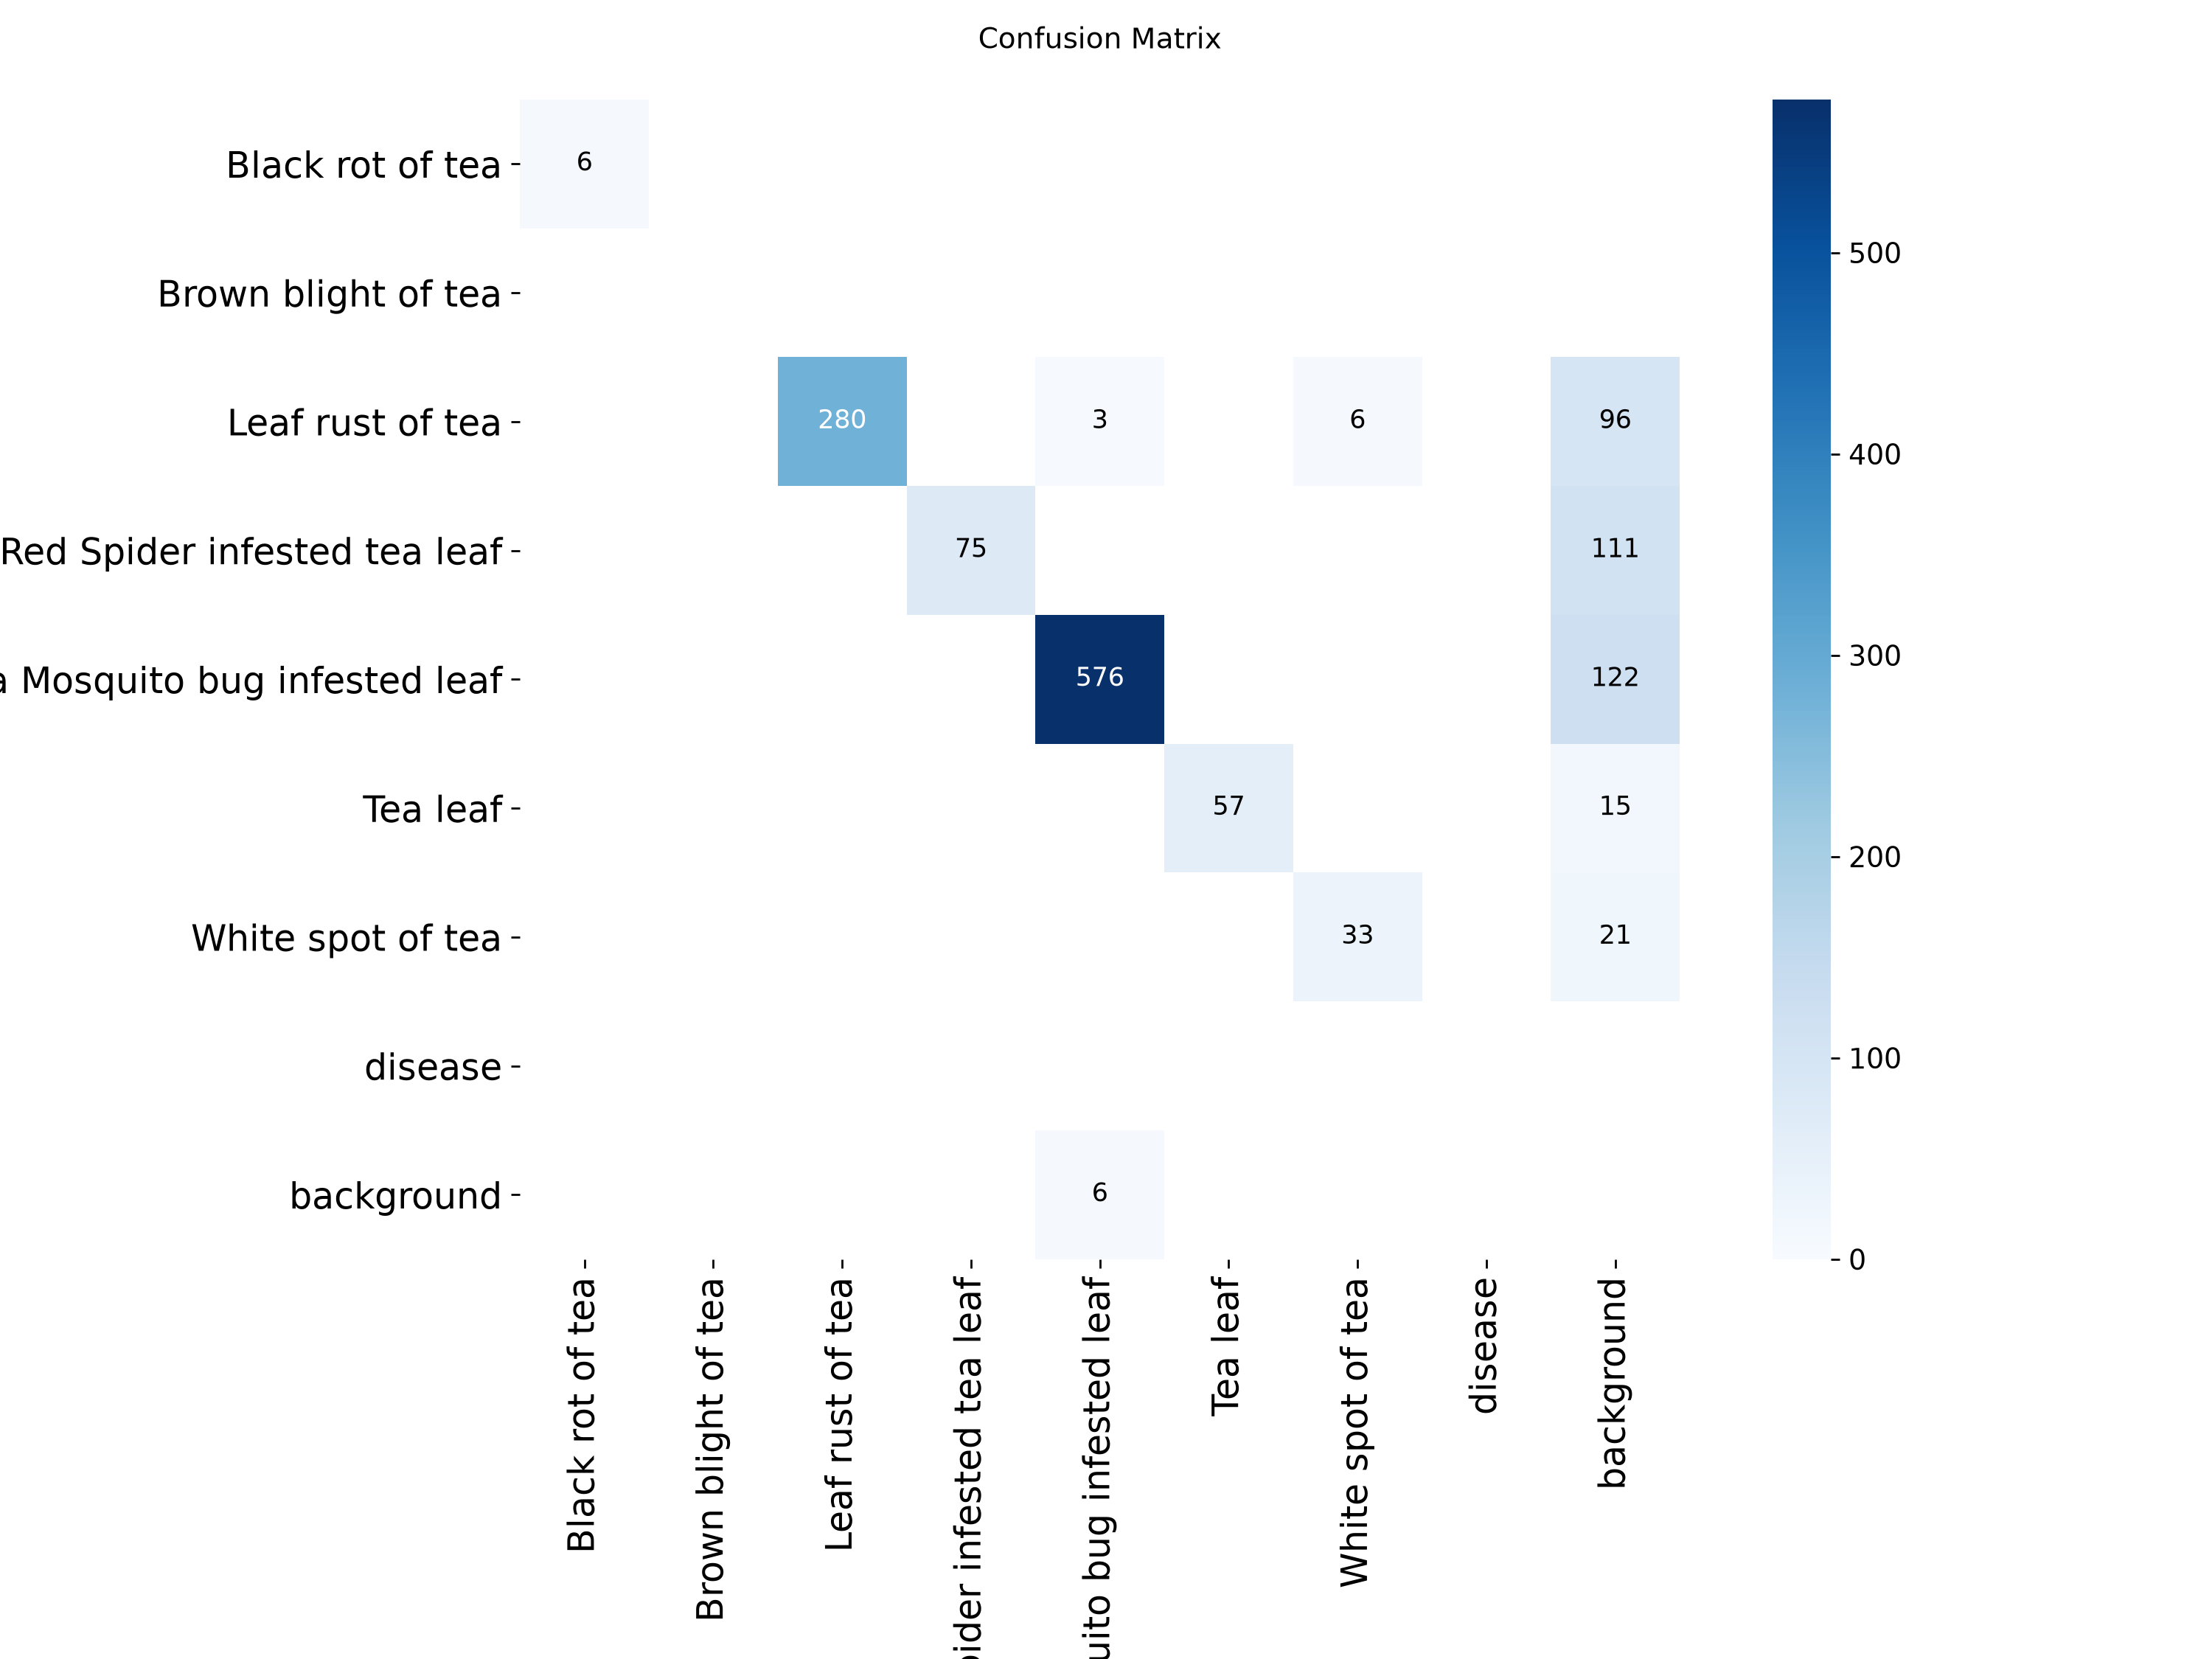 Confusion Matrix
Black rot of tea
6
Brown blight of tea
Leaf rust of tea
280
3
6
96
Red Spider infested tea leaf
75
111
Mosquito bug infested leaf
576
122
Tea leaf
57
15
White spot of tea
33
21
disease
background
6
500
400
300
200
100
0
Black rot of tea
Brown blight of tea
Leaf rust of tea
infested tea leaf
bug infested leaf
Tea leaf
White spot of tea
disease
background